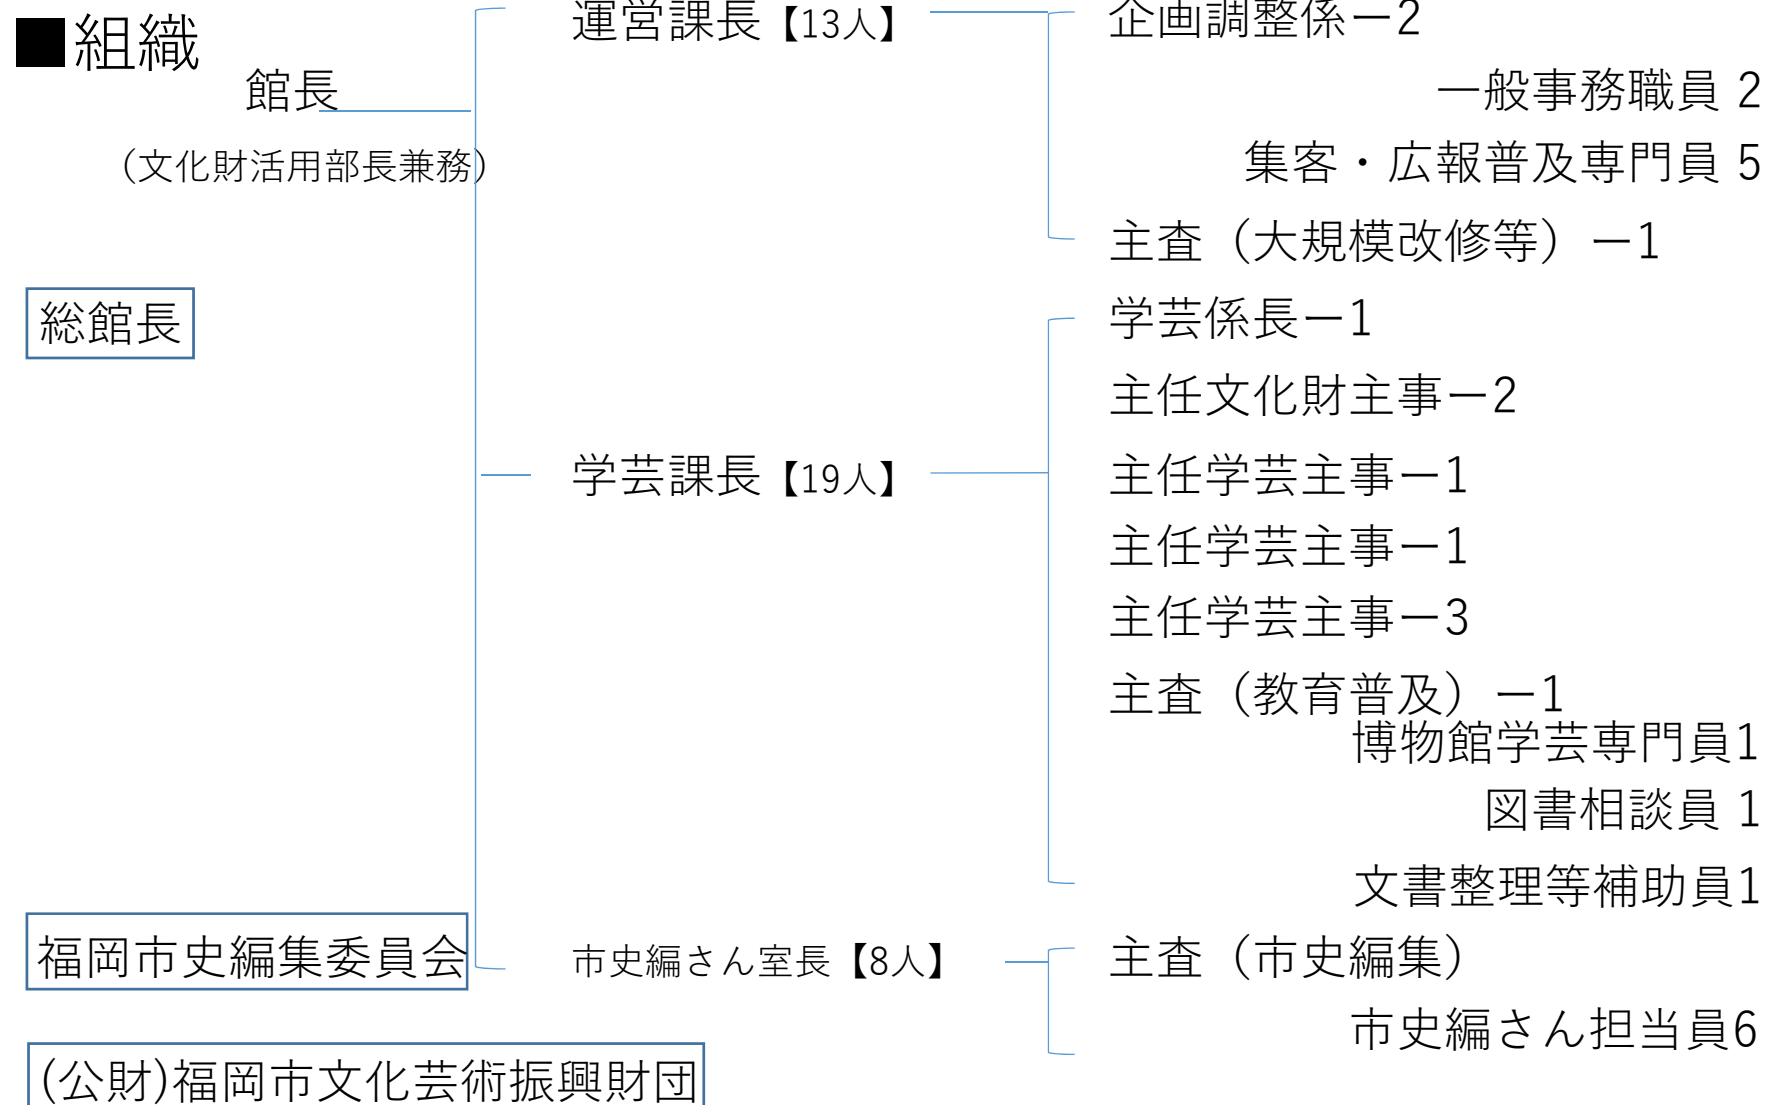 ■組織
館長
（文化財活用部長兼務）
総館長
福岡市史編集委員会
(公財)福岡市文化芸術振興財団
運営課長【13人】
企画調整係ー2
一般事務職員 2
集客・広報普及専門員 5
主査（大規模改修等）ー1
学芸課長【19人】
学芸係長ー1
主任文化財主事ー2
主任学芸主事ー1
主任学芸主事ー1
主任学芸主事ー3
主査（教育普及）ー1
博物館学芸専門員1
図書相談員 1
文書整理等補助員1
市史編さん室長【8人】
主査（市史編集）
市史編さん担当員6